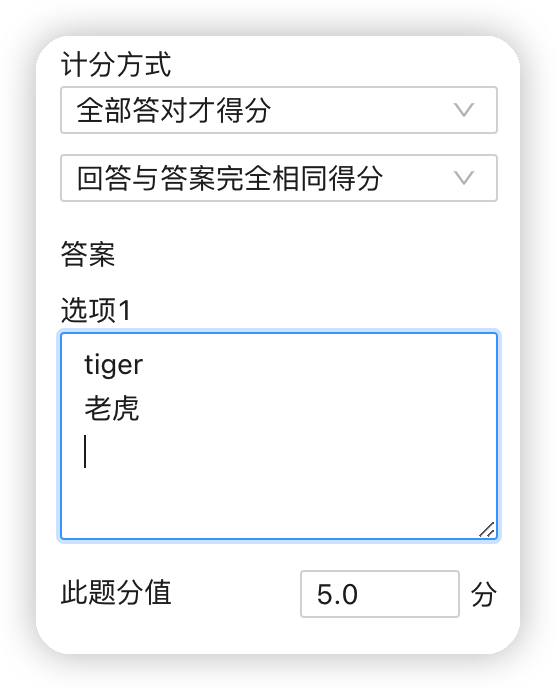 计分方式
全部答对才得分
回答与答案完全相同得分
答案
选项1
tiger
老虎
此题分值 5.0 分